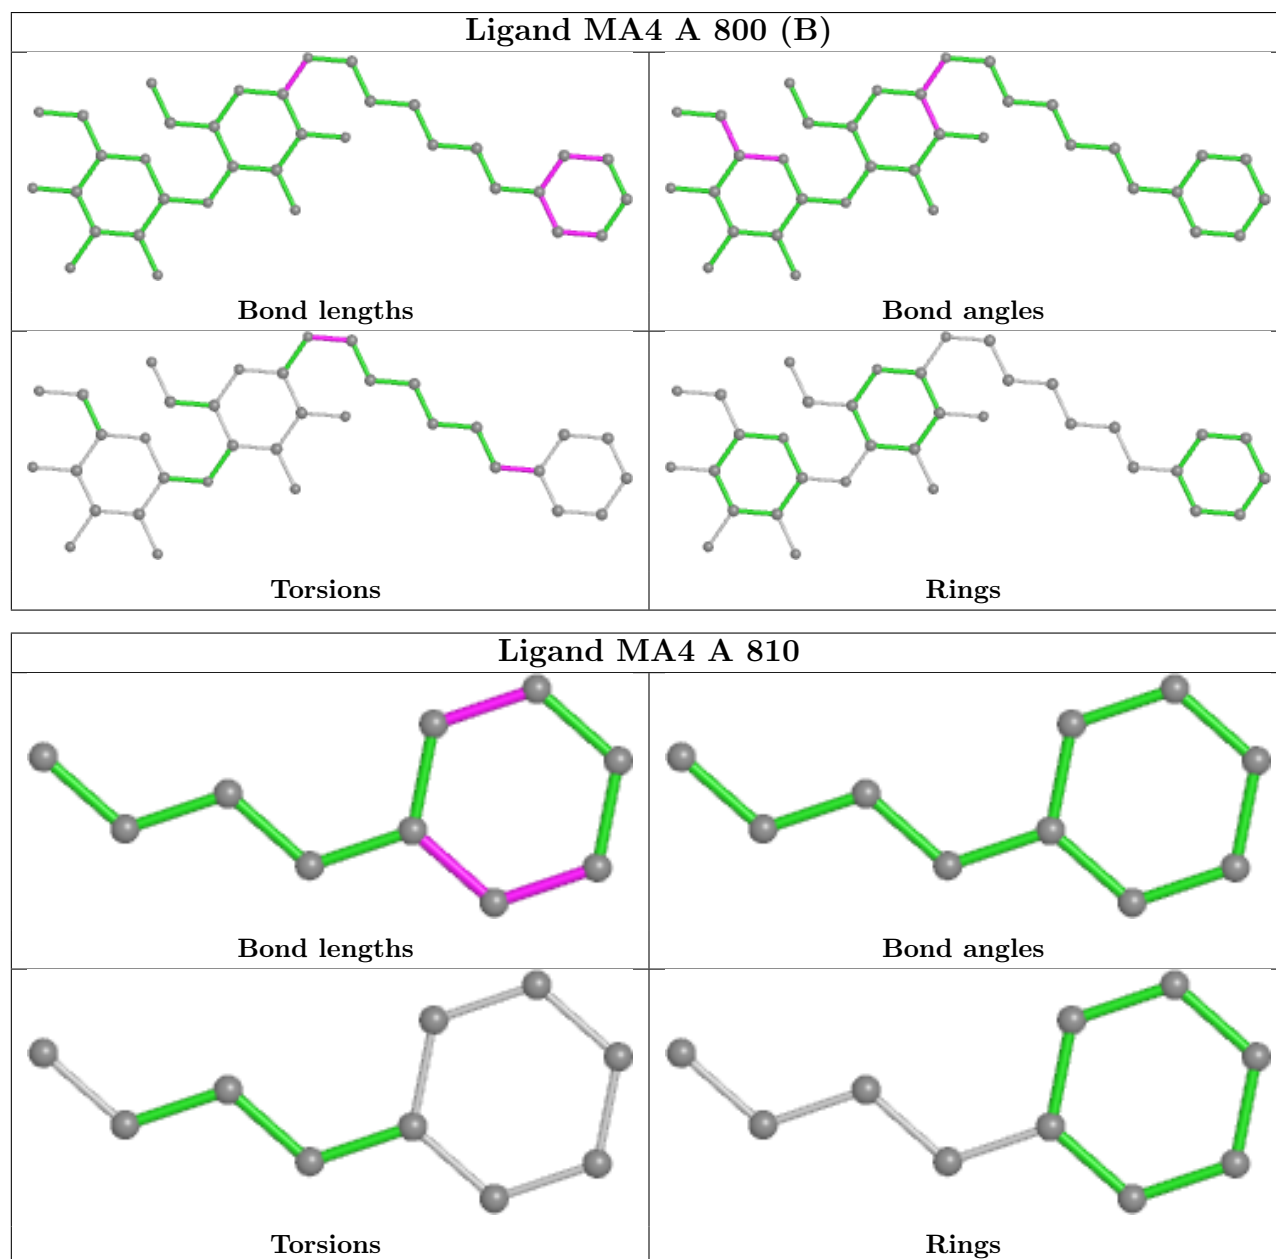 Ligand MA4 A 800 (B)
Bond lengths
Bond angles
Torsions
Rings
Ligand MA4 A 810
Bond lengths
Bond angles
Torsions
Rings